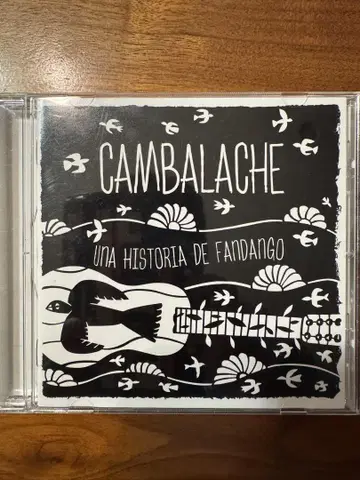 CAMBALACHE
UNA HISTORIA DE FANDANGO